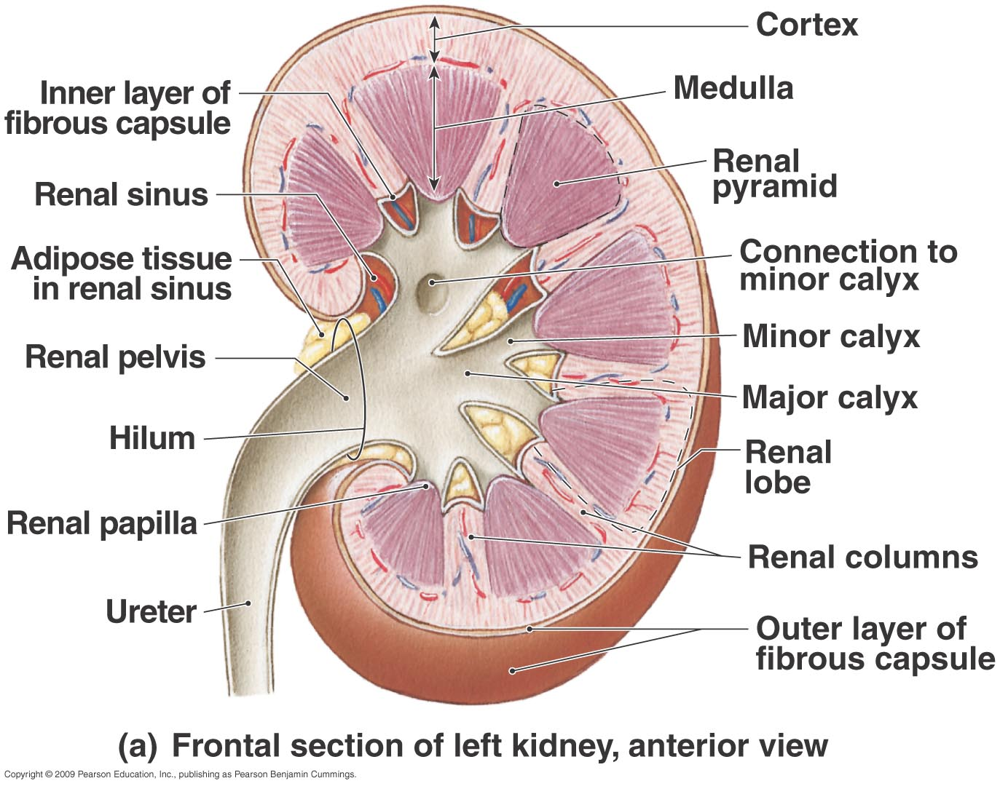 Cortex
Medulla
Inner layer of
fibrous capsule
Renal
pyramid
Renal sinus
Connection to
minor calyx
Adipose tissue
in renal sinus
Minor calyx
Renal pelvis
Major calyx
Hilum
Renal
lobe
Renal papilla
Renal columns
Ureter
Outer layer of
fibrous capsule
(a) Frontal section of left kidney, anterior view
Copyright © 2009 Pearson Education, Inc., publishing as Pearson Benjamin Cummings.